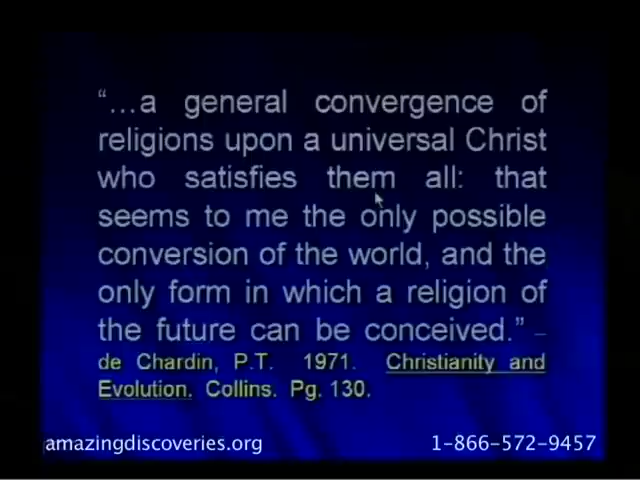 “…a general convergence of
religions upon a universal Christ
who satisfies them all: that
seems to me the only possible
conversion of the world, and the
only form in which a religion of
the future can be conceived.” –
de Chardin, P.T. 1971. Christianity and
Evolution. Collins. Pg. 130.
amazingdiscoveries.org 1-866-572-9457